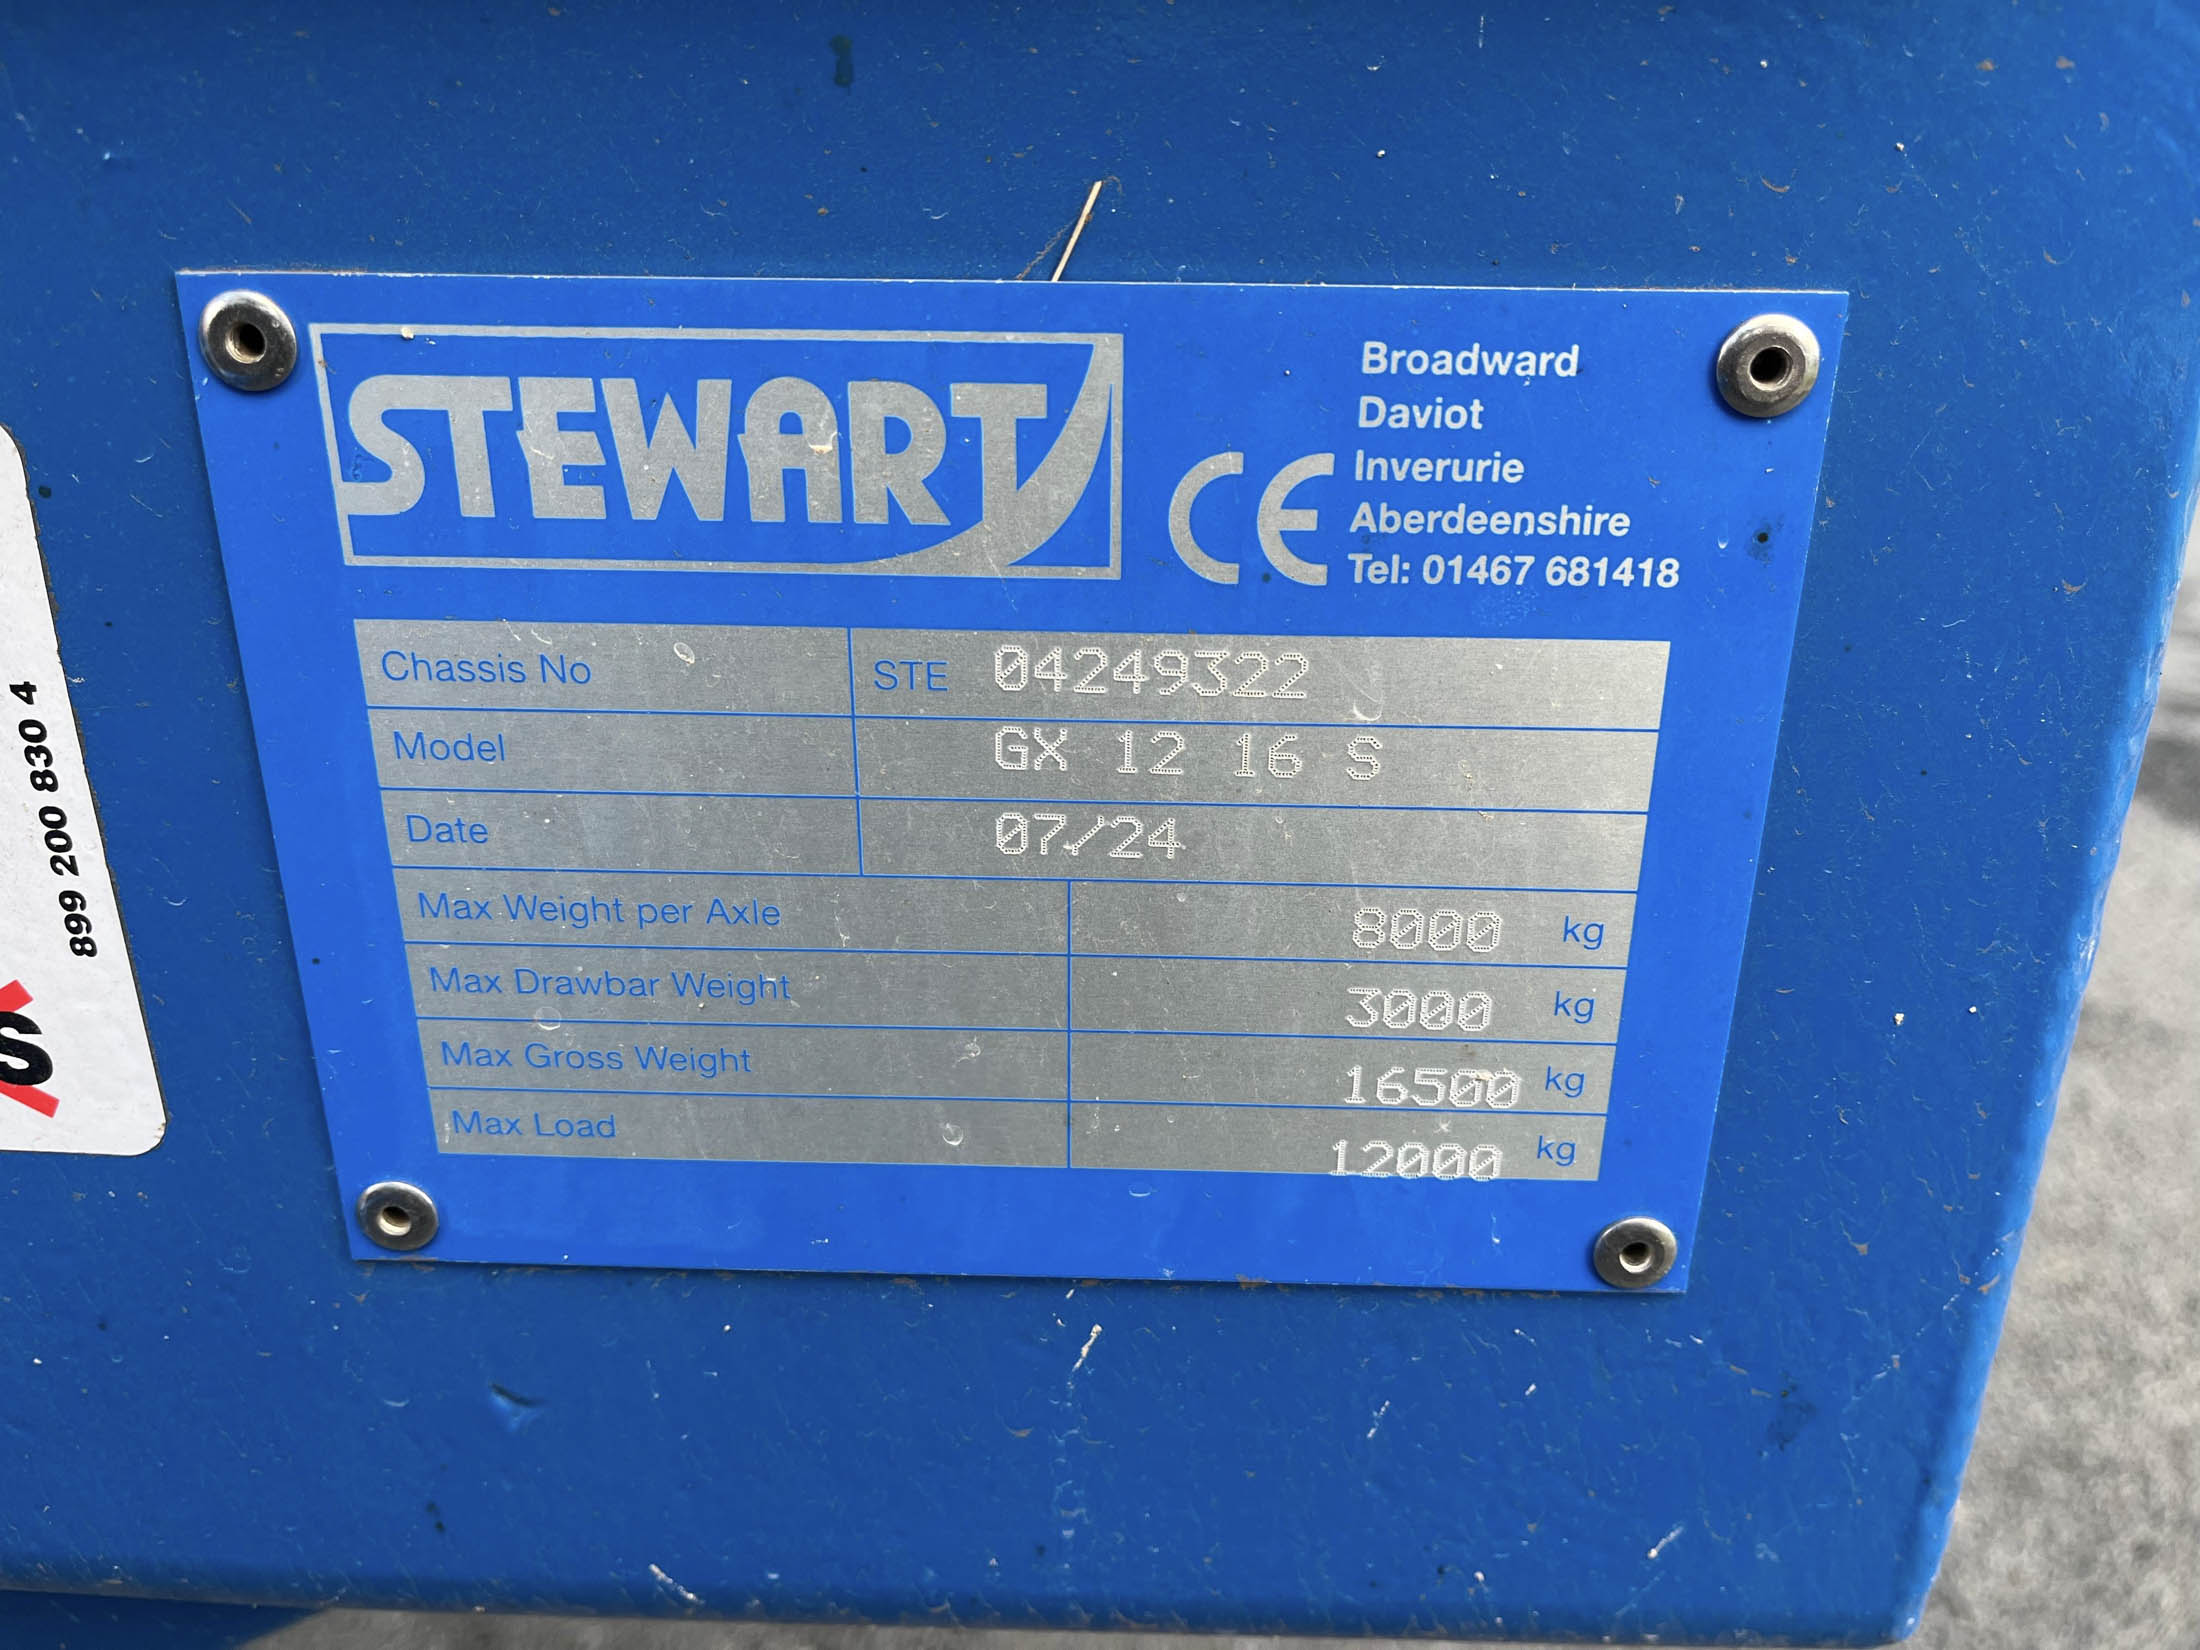 STEWART
CE
Broadward
Daviot
Inverurie
Aberdeenshire
Tel: 01467 681418
Chassis No STE 04249322
Model GX 12 16 S
Date 07/24
Max Weight per Axle 8000 kg
Max Drawbar Weight 3000 kg
Max Gross Weight 16500 kg
Max Load 12000 kg
899 200 830 4
S